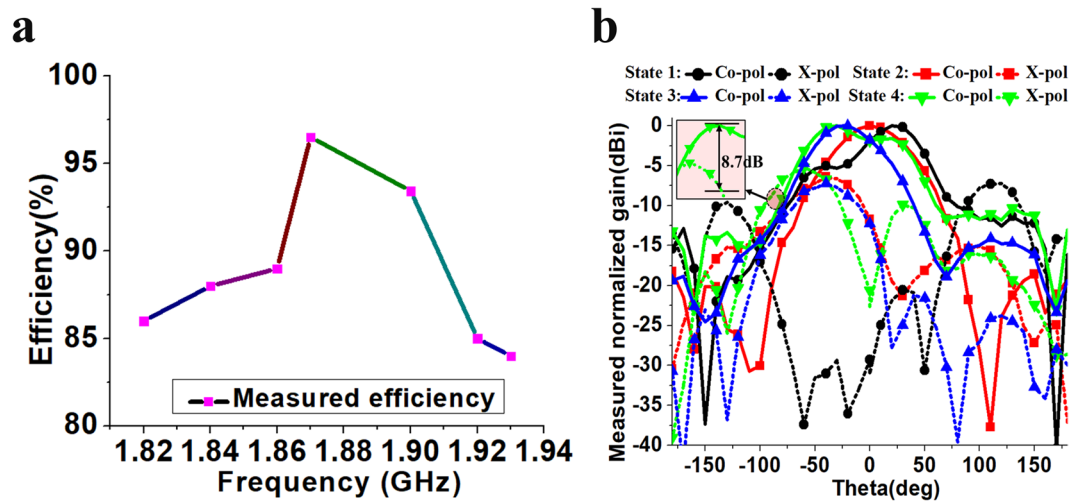 a
100
95
90
85
80
Efficiency(%)
Measured efficiency
1.82 1.84 1.86 1.88 1.90 1.92 1.94
Frequency (GHz)
b
State 1: Co-pol X-pol State 2: Co-pol X-pol
State 3: Co-pol X-pol State 4: Co-pol X-pol
8.7dB
0
-5
-10
-15
-20
-25
-30
-35
-40
Measured normalized gain(dBi)
-150 -100 -50 0 50 100 150
Theta(deg)